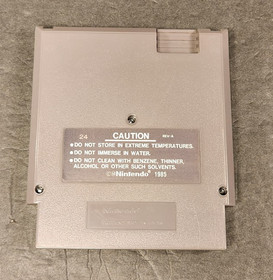 24 CAUTION REV-A
●DO NOT STORE IN EXTREME TEMPERATURES.
●DO NOT IMMERSE IN WATER.
●DO NOT CLEAN WITH BENZENE, THINNER,
ALCOHOL OR OTHER SUCH SOLVENTS.
©Nintendo® 1985